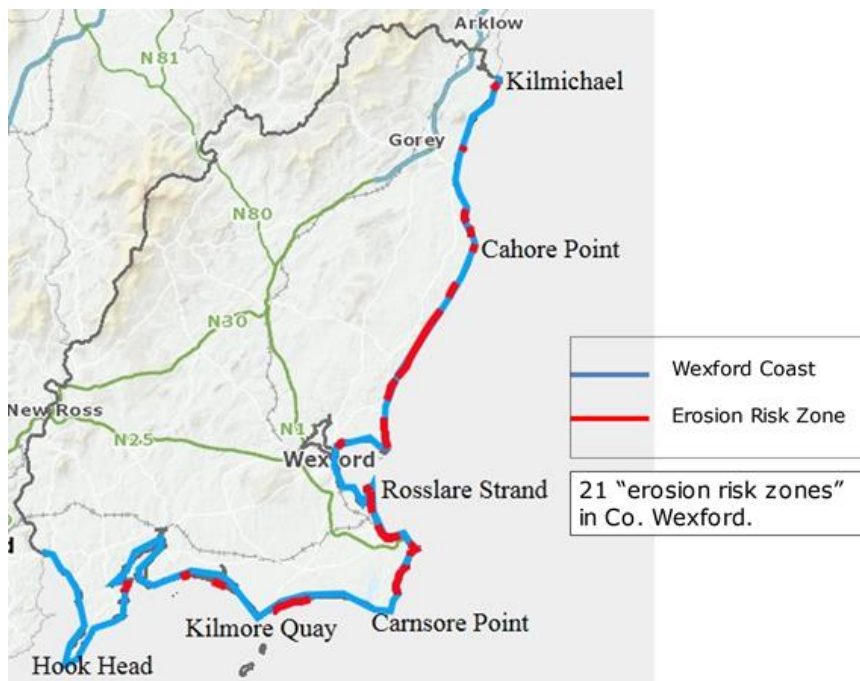 Arklow
N81
Kilmichael
Gorey
N80
Cahore Point
N30
Wexford Coast
New Ross
Erosion Risk Zone
N25
N1
Wexford
Rosslare Strand
21 “erosion risk zones”
in Co. Wexford.
d
Kilmore Quay
Carnsore Point
Hook Head